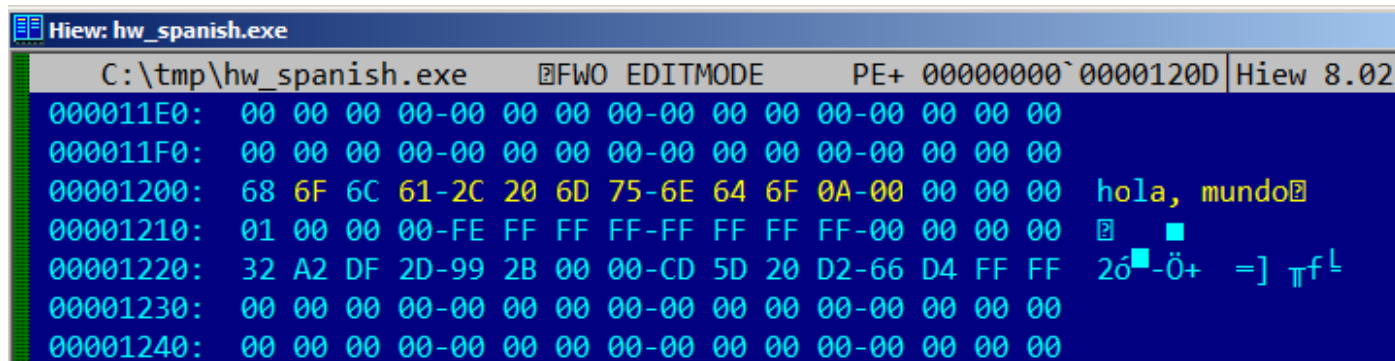 Hiew: hw_spanish.exe
C:\tmp\hw_spanish.exe FWO EDITMODE PE+ 00000000`0000120D|Hiew 8.02
000011E0: 00 00 00 00-00 00 00 00-00 00 00 00-00 00 00 00
000011F0: 00 00 00 00-00 00 00 00-00 00 00 00-00 00 00 00
00001200: 68 6F 6C 61-2C 20 6D 75-6E 64 6F 0A-00 00 00 00 hola, mundo
00001210: 01 00 00 00-FE FF FF FF-FF FF FF FF-00 00 00 00 ■
00001220: 32 A2 DF 2D-99 2B 00 00-CD 5D 20 D2-66 D4 FF FF 2ó▀-Ö+ =] ╥f╘
00001230: 00 00 00 00-00 00 00 00-00 00 00 00-00 00 00 00
00001240: 00 00 00 00-00 00 00 00-00 00 00 00-00 00 00 00